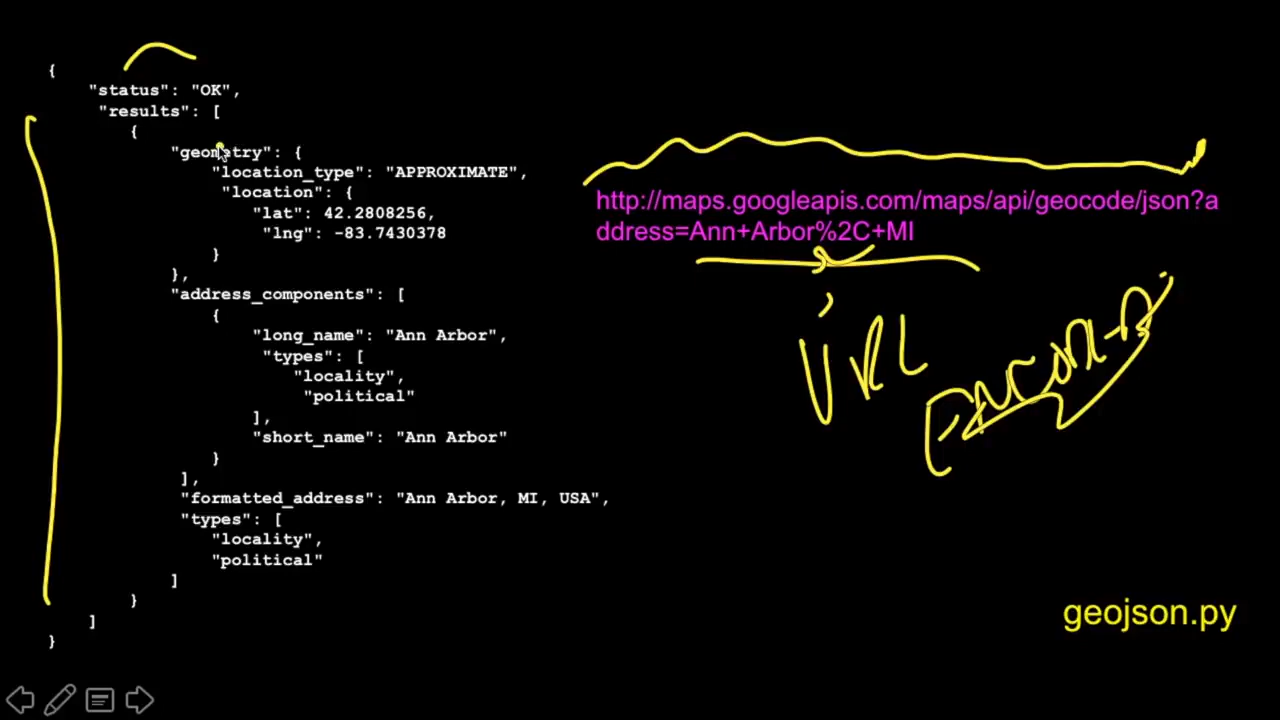 {
"status": "OK",
"results": [
{
"geometry": {
"location_type": "APPROXIMATE",
"location": {
"lat": 42.2808256,
"lng": -83.7430378
}
},
"address_components": [
{
"long_name": "Ann Arbor",
"types": [
"locality",
"political"
],
"short_name": "Ann Arbor"
}
],
"formatted_address": "Ann Arbor, MI, USA",
"types": [
"locality",
"political"
]
}
]
}
http://maps.googleapis.com/maps/api/geocode/json?a
ddress=Ann+Arbor%2C+MI
URL
geojson.py